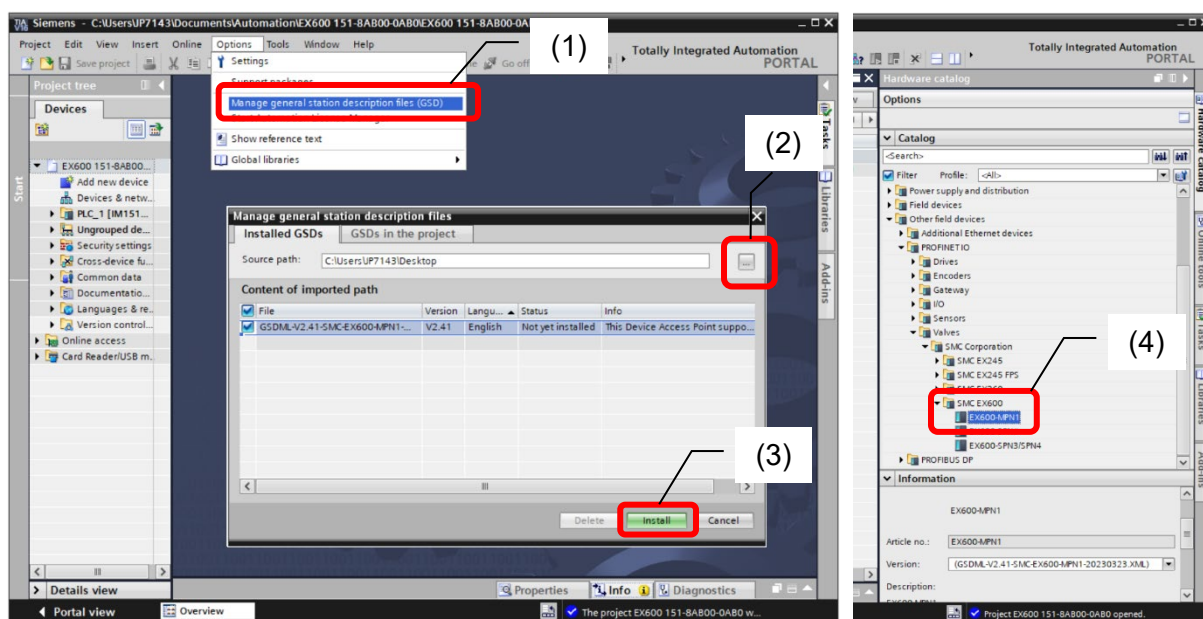 Siemens - C:\Users\JP7143\Documents\Automation\EX600 151-8AB00-0AB0\EX600 151-8AB00-0A
Project Edit View Insert Online Options Tools Window Help
Save project
Go off
Totally Integrated Automation
PORTAL
Settings
Support packages
Manage general station description files (GSD)
Show reference text
Global libraries
(1)
(2)
Project tree
Devices
EX600 151-8AB00...
Add new device
Devices & netw...
PLC_1 [IM151...
Ungrouped de...
Security settings
Cross-device fu...
Common data
Documentatio...
Languages & re..
Version control...
Online access
Card Reader/USB m..
Start
Tasks
Libraries
Add-ins
Manage general station description files
Installed GSDs
GSDs in the project
Source path:
C:\Users\JP7143\Desktop
...
Content of imported path
File
Version
Langu...
Status
Info
GSDML-V2.41-SMC-EX600-MPN1-...
V2.41
English
Not yet installed
This Device Access Point suppo...
(3)
Delete
Install
Cancel
Details view
Properties
Info
Diagnostics
Portal view
Overview
The project EX600 151-8AB00-0AB0 w...
Totally Integrated Automation
PORTAL
Hardware catalog
Options
Catalog
<Search>
Filter
Profile:
<All>
Power supply and distribution
Field devices
Other field devices
Additional Ethernet devices
PROFINET IO
Drives
Encoders
Gateway
I/O
Sensors
Valves
SMC Corporation
SMC EX245
SMC EX245 FPS
SMC EX600
EX600-MPN1
EX600-SPN3/SPN4
PROFIBUS DP
(4)
Information
EX600-MPN1
Article no.:
EX600-MPN1
Version:
(GSDML-V2.41-SMC-EX600-MPN1-20230323.XML)
Description:
Project EX600 151-8AB00-0AB0 opened.
Hardware catalog
Online tools
Tasks
Libraries
Add-ins